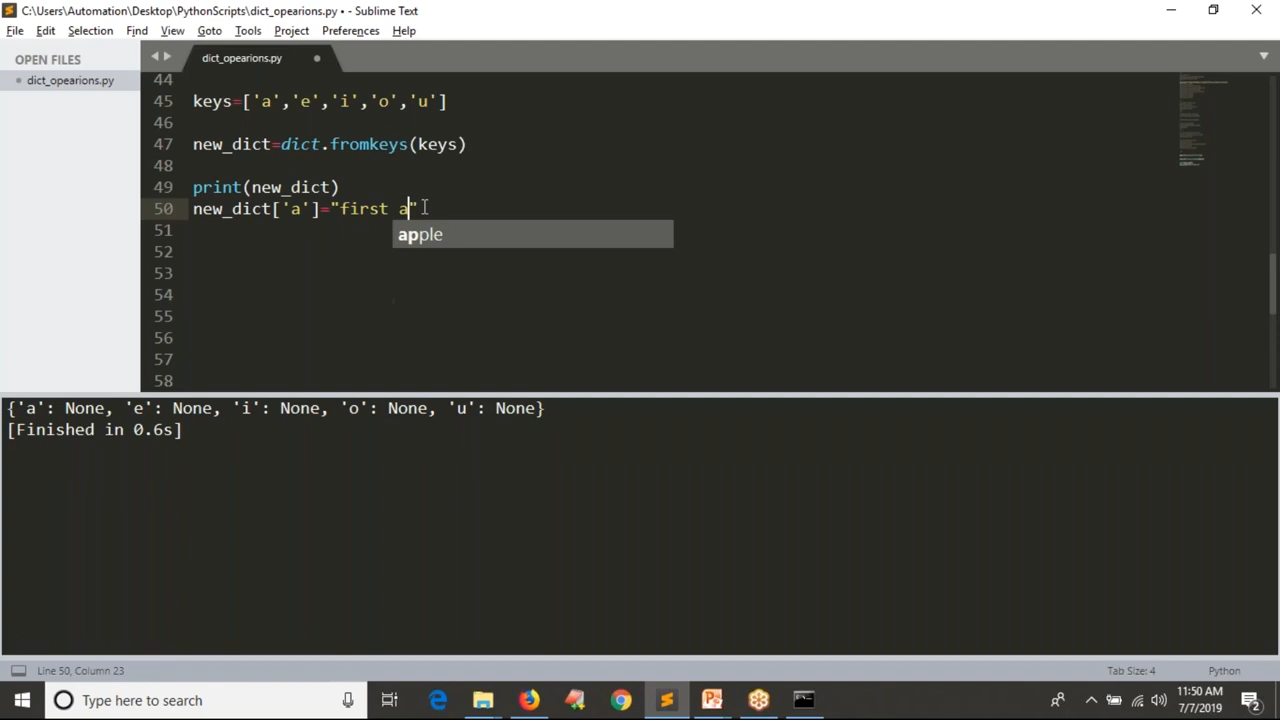 C:\Users\Automation\Desktop\PythonScripts\dict_opearions.py • - Sublime Text
File Edit Selection Find View Goto Tools Project Preferences Help
OPEN FILES
dict_opearions.py
dict_opearions.py
44
45 keys=['a','e','i','o','u']
46
47 new_dict=dict.fromkeys(keys)
48
49 print(new_dict)
50 new_dict['a']="first a"
apple
51
52
53
54
55
56
57
58
{'a': None, 'e': None, 'i': None, 'o': None, 'u': None}
[Finished in 0.6s]
Line 50, Column 23
Tab Size: 4
Python
Type here to search
11:50 AM
7/7/2019
2